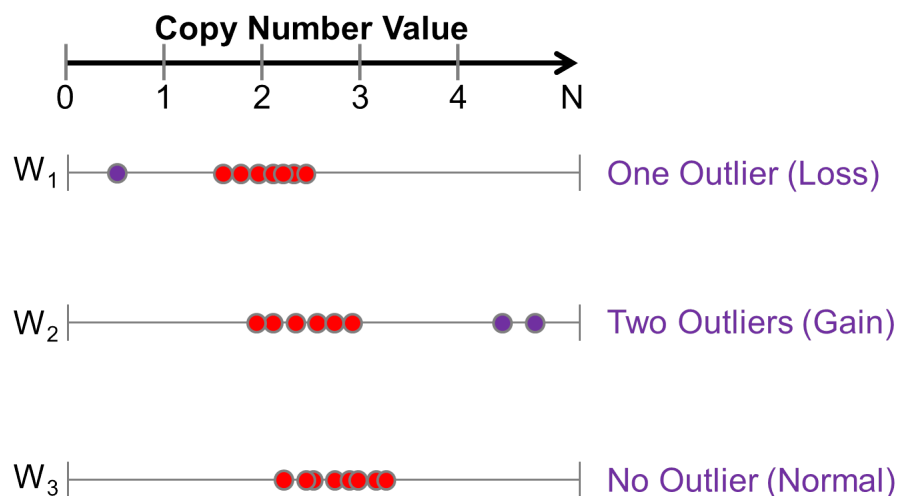 Copy Number Value
0 1 2 3 4 N
W₁ One Outlier (Loss)
W₂ Two Outliers (Gain)
W₃ No Outlier (Normal)